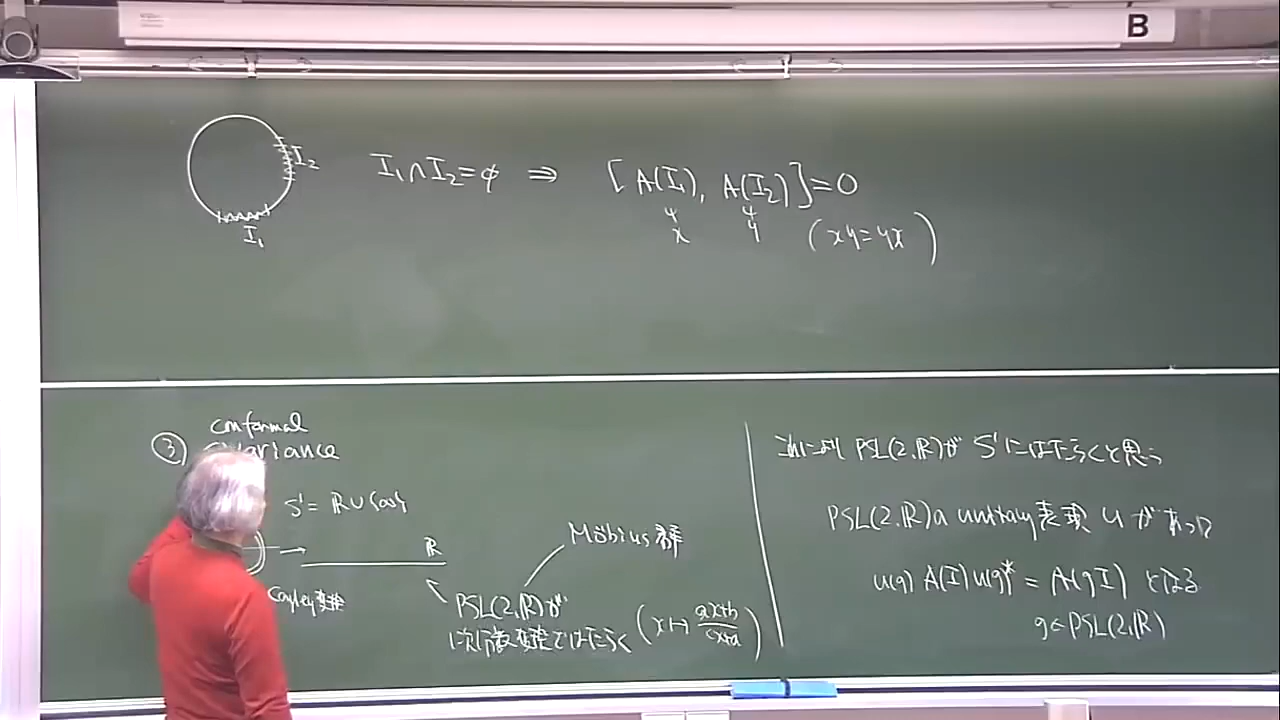 B
I₂
I₁
I₁∩I₂=φ ⇒ [A(I₁), A(I₂)]=0
x y (xy=yx)
③ conformal
covariance
S¹= ℝ∪{∞}
→ ℝ
Cayley変換
Möbius群
PSL(2,ℝ)が
1次分数変換ではたらく (x↦ax+b/cx+d)
これにより PSL(2,ℝ)が S¹にはたらくと思う
PSL(2,ℝ)の unitary表現 u があって
u(g) A(I) u(g)* = A(gI) となる
g∈PSL(2,ℝ)